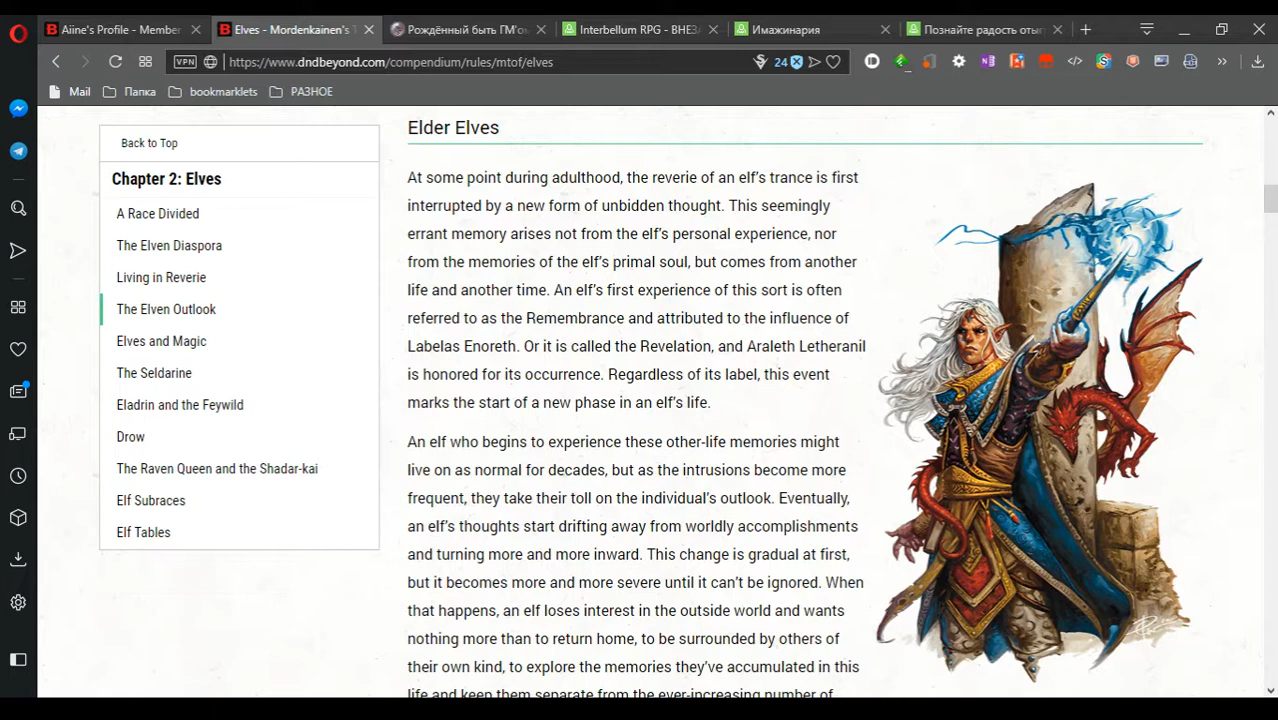 Aiine's Profile - Member
Elves - Mordenkainen's T
Рождённый быть ГМ'о
Interbellum RPG - ВНЕЗ
Имажинария
Познайте радость отыг
VPN
https://www.dndbeyond.com/compendium/rules/mtof/elves
24
Mail
Папка
bookmarklets
РАЗНОЕ
Back to Top
Chapter 2: Elves
A Race Divided
The Elven Diaspora
Living in Reverie
The Elven Outlook
Elves and Magic
The Seldarine
Eladrin and the Feywild
Drow
The Raven Queen and the Shadar-kai
Elf Subraces
Elf Tables
Elder Elves
At some point during adulthood, the reverie of an elf's trance is first
interrupted by a new form of unbidden thought. This seemingly
errant memory arises not from the elf's personal experience, nor
from the memories of the elf's primal soul, but comes from another
life and another time. An elf's first experience of this sort is often
referred to as the Remembrance and attributed to the influence of
Labelas Enoreth. Or it is called the Revelation, and Araleth Letheranil
is honored for its occurrence. Regardless of its label, this event
marks the start of a new phase in an elf's life.
An elf who begins to experience these other-life memories might
live on as normal for decades, but as the intrusions become more
frequent, they take their toll on the individual's outlook. Eventually,
an elf's thoughts start drifting away from worldly accomplishments
and turning more and more inward. This change is gradual at first,
but it becomes more and more severe until it can't be ignored. When
that happens, an elf loses interest in the outside world and wants
nothing more than to return home, to be surrounded by others of
their own kind, to explore the memories they've accumulated in this
life and keep them separate from the ever-increasing number of